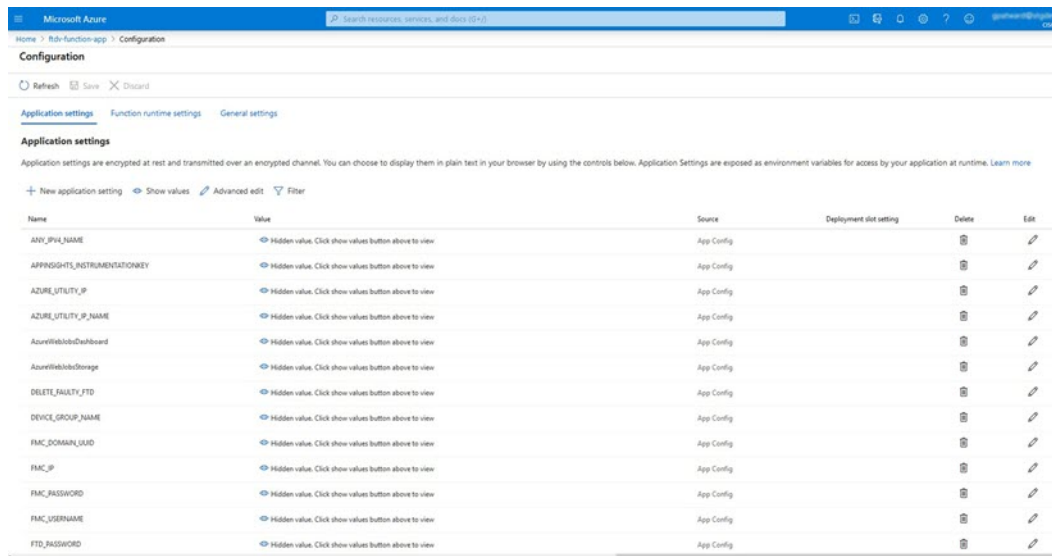 Microsoft Azure
Search resources, services, and docs (G+/)
Home > ftdv-function-app > Configuration
Configuration
Refresh Save Discard
Application settings Function runtime settings General settings
Application settings
Application settings are encrypted at rest and transmitted over an encrypted channel. You can choose to display them in plain text in your browser by using the controls below. Application Settings are exposed as environment variables for access by your application at runtime. Learn more
New application setting Show values Advanced edit Filter
Name Value Source Deployment slot setting Delete Edit
ANY_IPV4_NAME Hidden value. Click show values button above to view App Config
APPINSIGHTS_INSTRUMENTATIONKEY Hidden value. Click show values button above to view App Config
AZURE_UTILITY_IP Hidden value. Click show values button above to view App Config
AZURE_UTILITY_IP_NAME Hidden value. Click show values button above to view App Config
AzureWebJobsDashboard Hidden value. Click show values button above to view App Config
AzureWebJobsStorage Hidden value. Click show values button above to view App Config
DELETE_FAULTY_FTD Hidden value. Click show values button above to view App Config
DEVICE_GROUP_NAME Hidden value. Click show values button above to view App Config
FMC_DOMAIN_UUID Hidden value. Click show values button above to view App Config
FMC_IP Hidden value. Click show values button above to view App Config
FMC_PASSWORD Hidden value. Click show values button above to view App Config
FMC_USERNAME Hidden value. Click show values button above to view App Config
FTD_PASSWORD Hidden value. Click show values button above to view App Config